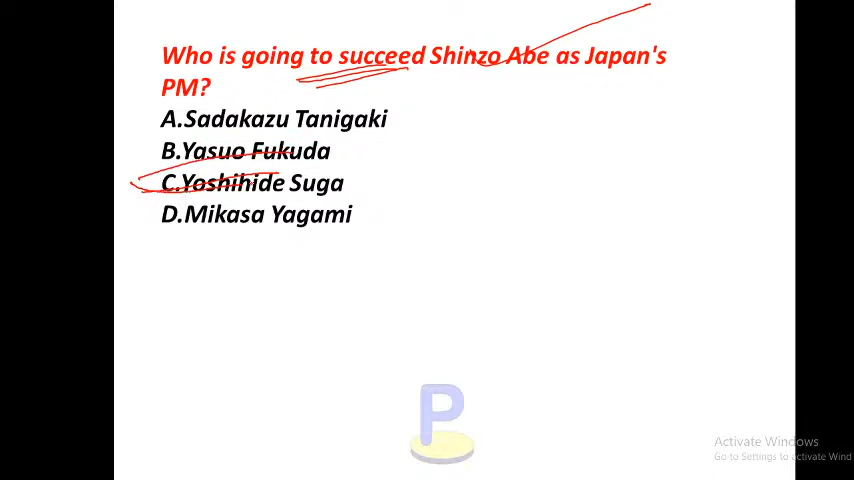 Who is going to succeed Shinzo Abe as Japan's
PM?
A.Sadakazu Tanigaki
B.Yasuo Fukuda
C.Yoshihide Suga
D.Mikasa Yagami
P
Activate Windows
Go to Settings to activate Wind